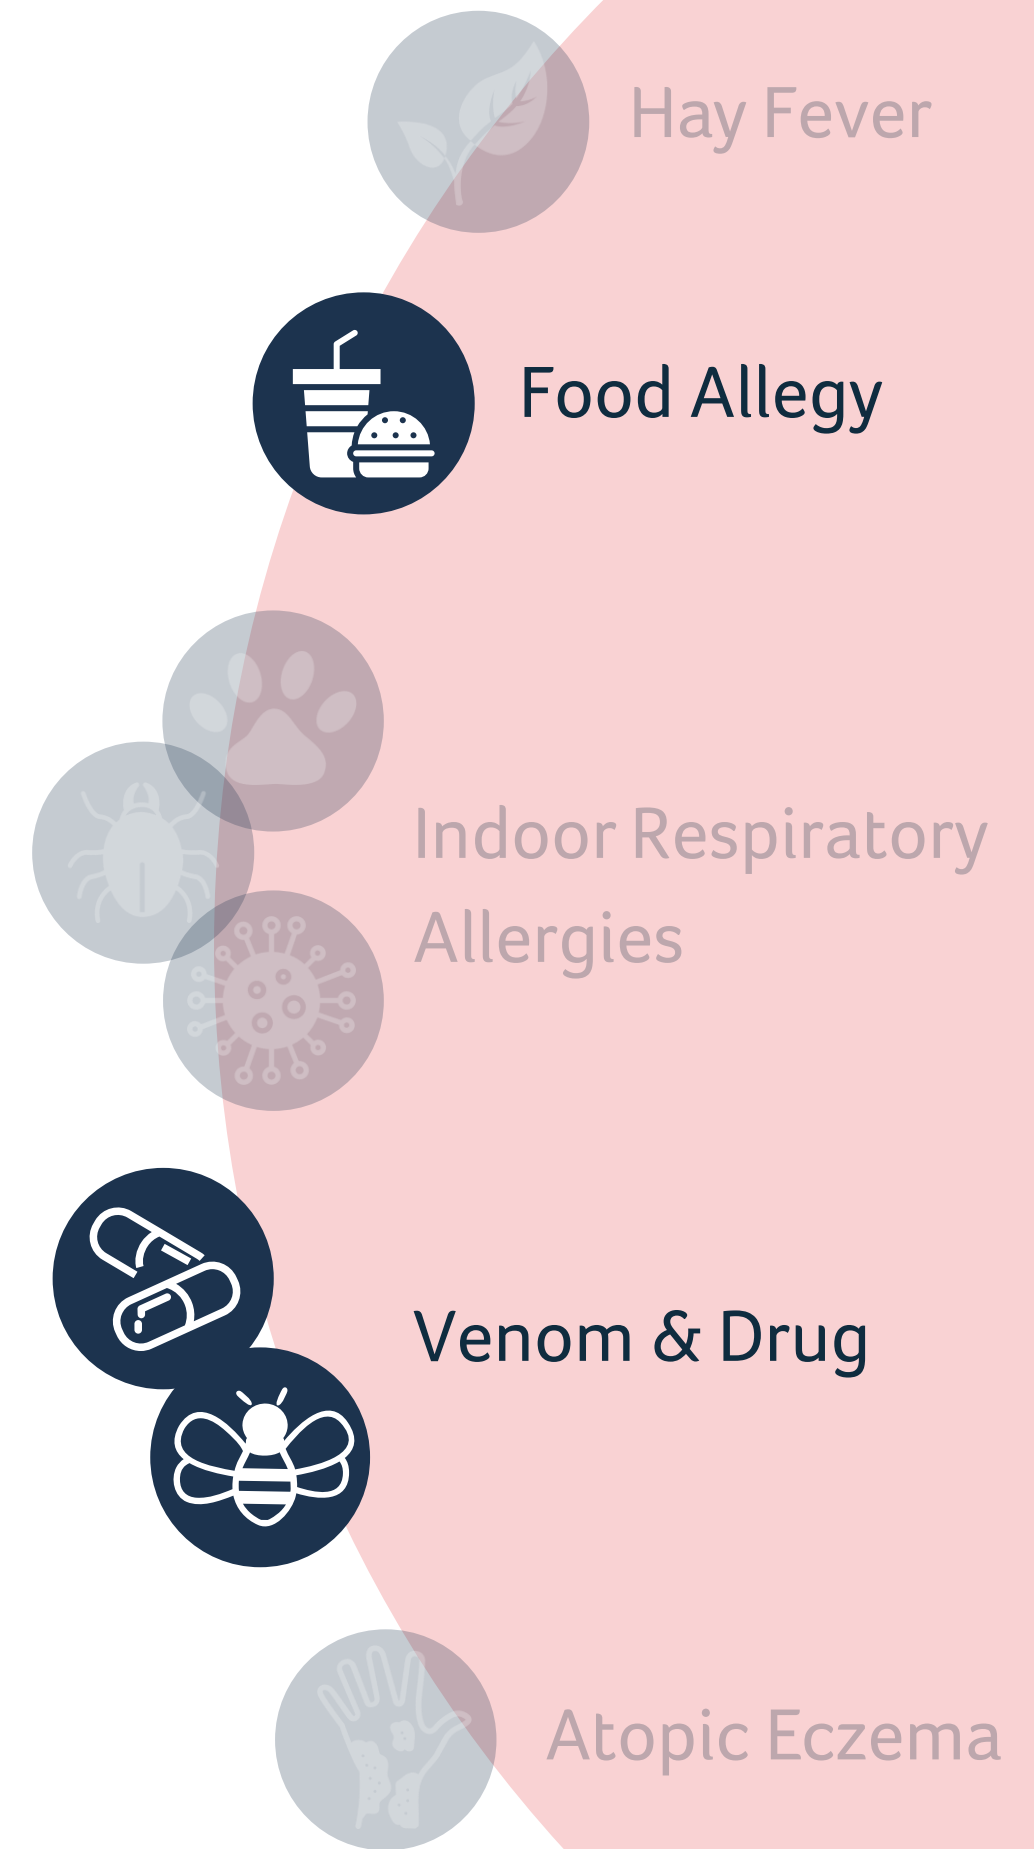 Hay Fever
Food Allegy
Indoor Respiratory
Allergies
Venom & Drug
Atopic Eczema